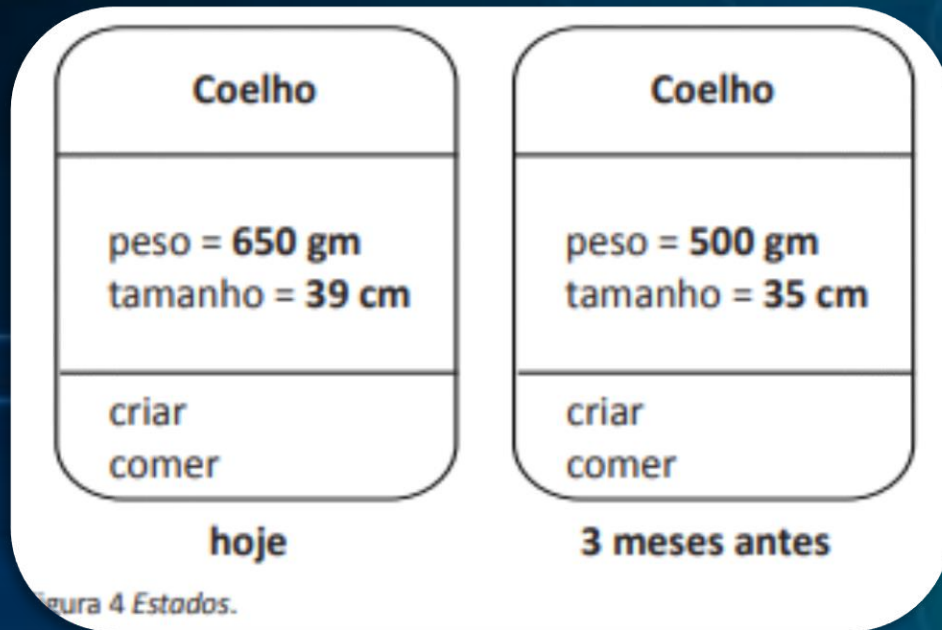 Coelho
peso = 650 gm
tamanho = 39 cm
criar
comer
hoje
Coelho
peso = 500 gm
tamanho = 35 cm
criar
comer
3 meses antes
gura 4 Estados.